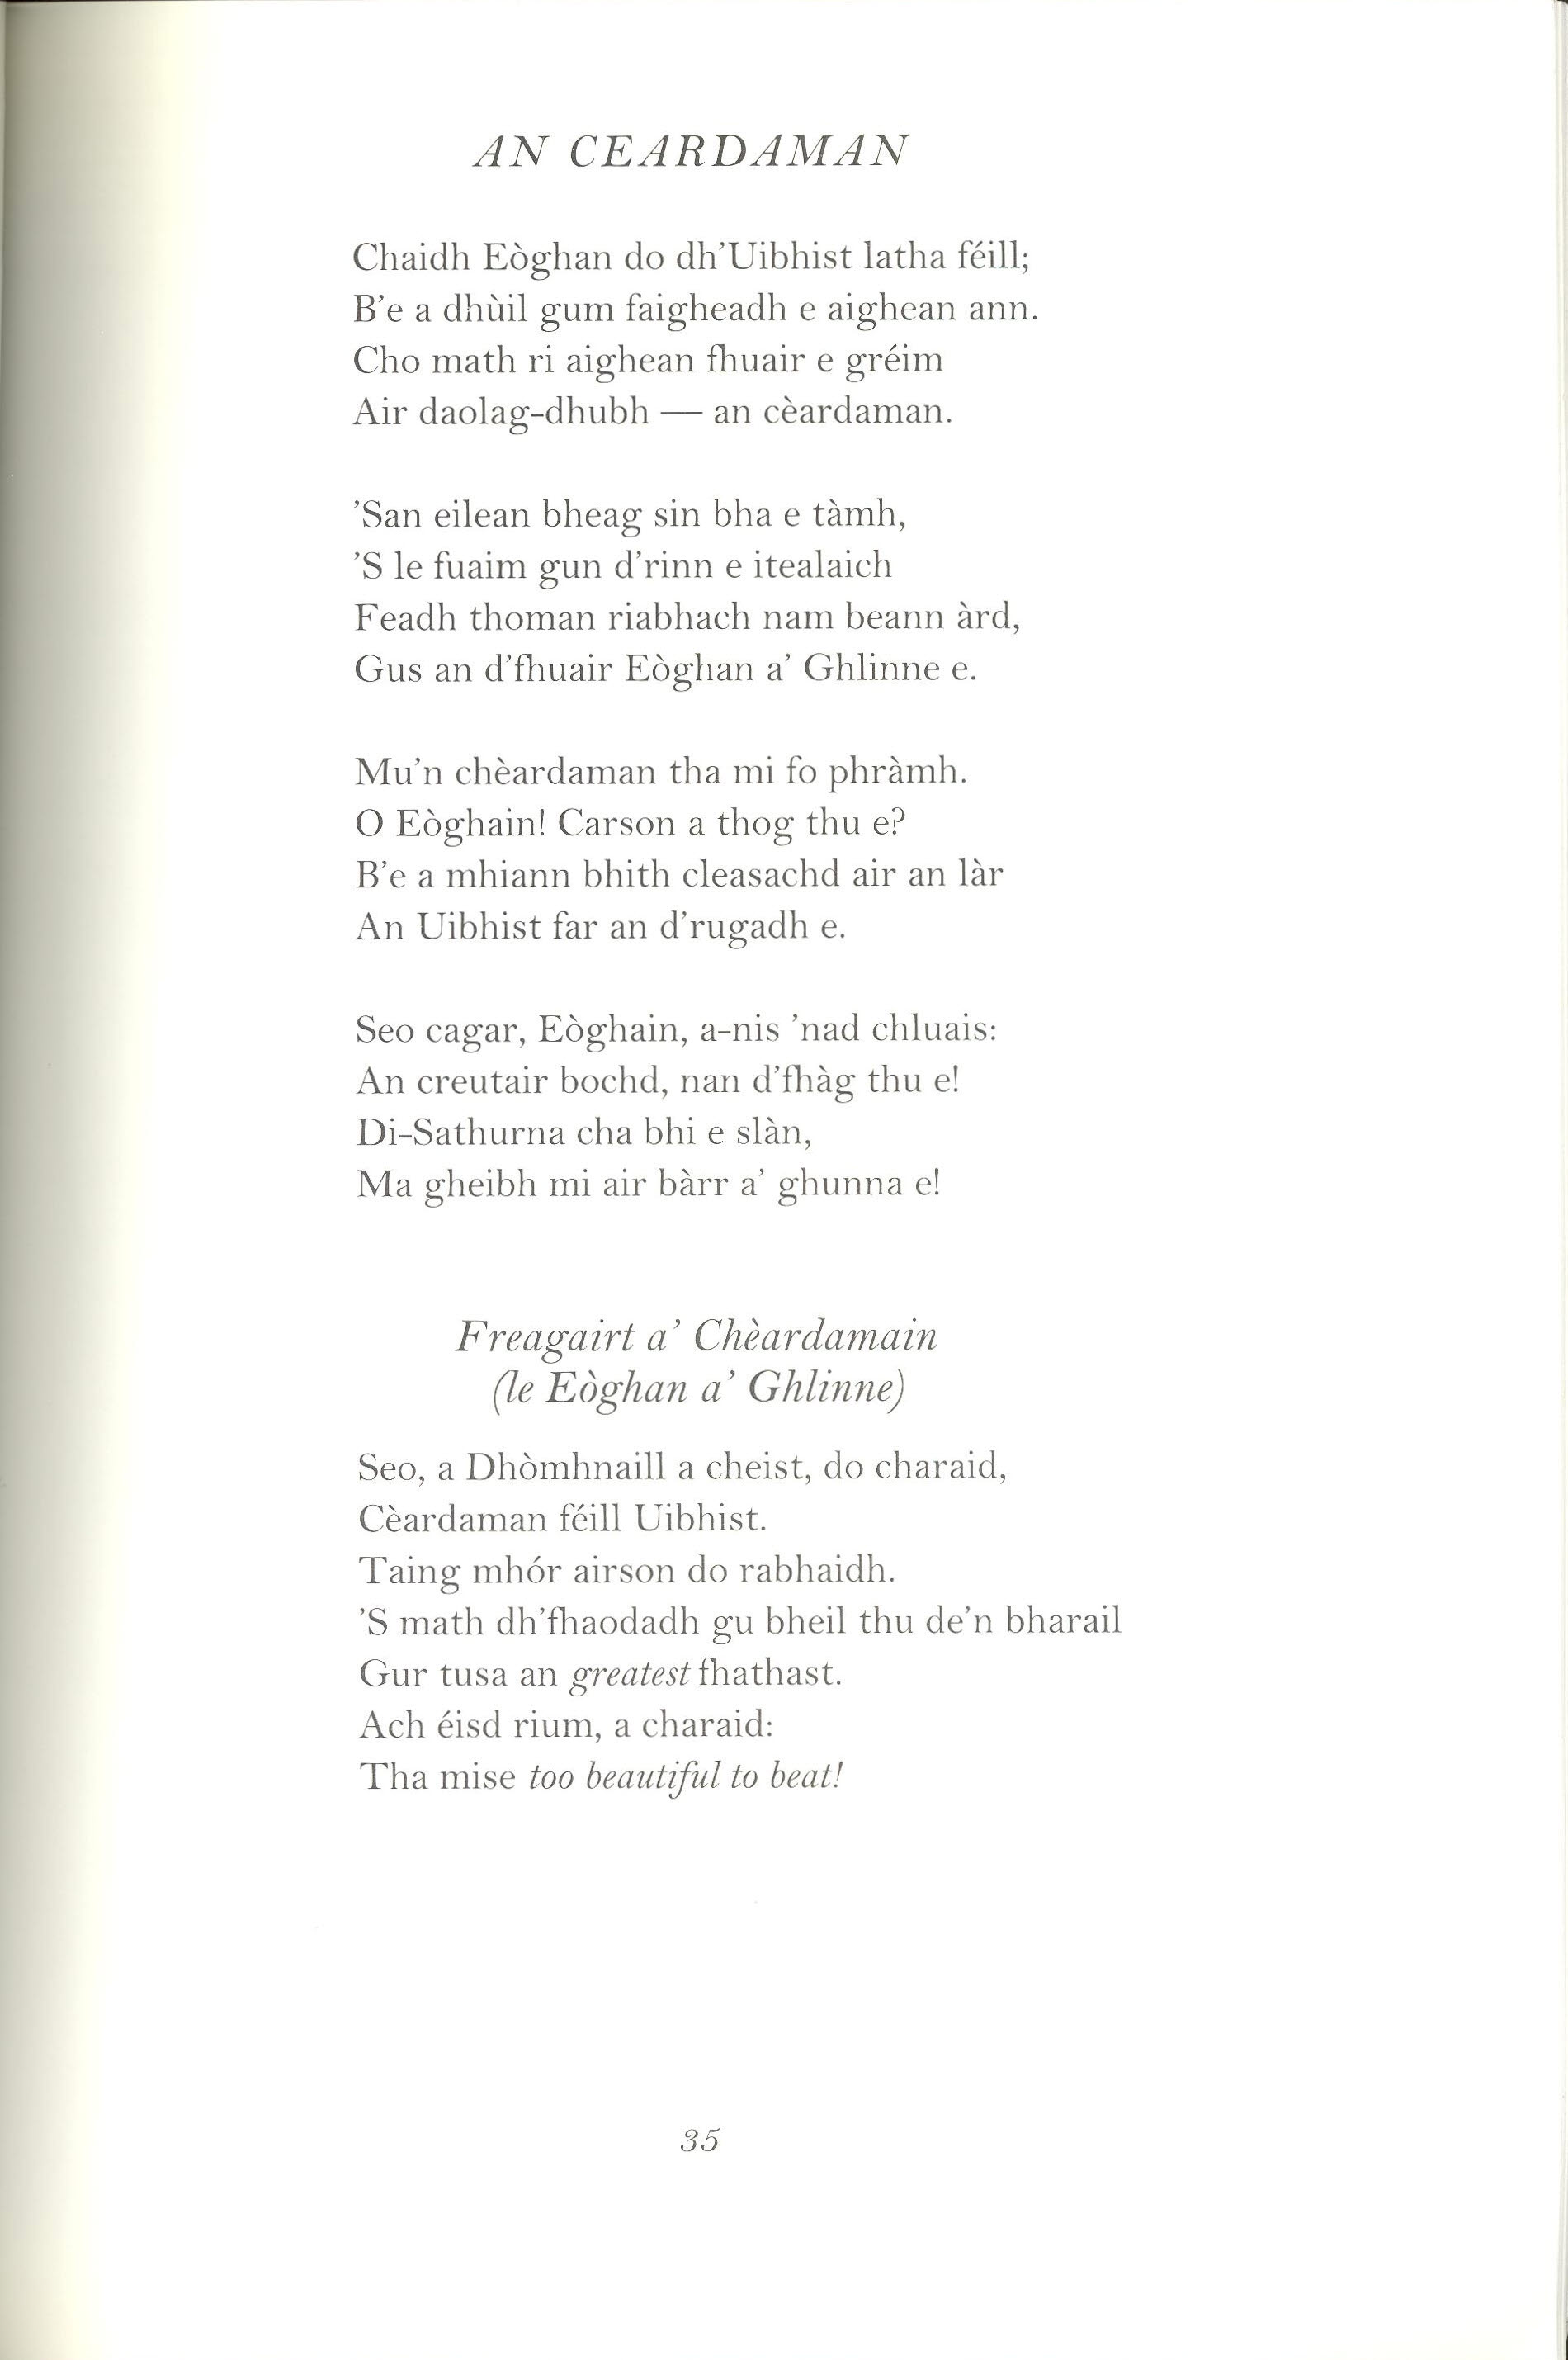 AN CEARDAMAN
Chaidh Eòghan do dh'Uibhist latha féill;
B'e a dhùil gum faigheadh e aighean ann.
Cho math ri aighean fhuair e gréim
Air daolag-dhubh — an cèardaman.
'San eilean bheag sin bha e tàmh,
'S le fuaim gun d'rinn e itealaich
Feadh thoman riabhach nam beann àrd,
Gus an d'fhuair Eòghan a' Ghlinne e.
Mu'n chèardaman tha mi fo phràmh.
O Eòghain! Carson a thog thu e?
B'e a mhiann bhith cleasachd air an làr
An Uibhist far an d'rugadh e.
Seo cagar, Eòghain, a-nis 'nad chluais:
An creutair bochd, nan d'fhàg thu e!
Di-Sathurna cha bhi e slàn,
Ma gheibh mi air bàrr a' ghunna e!
Freagairt a' Chèardamain
(le Eòghan a' Ghlinne)
Seo, a Dhòmhnaill a cheist, do charaid,
Cèardaman féill Uibhist.
Taing mhór airson do rabhaidh.
'S math dh'fhaodadh gu bheil thu de'n bharail
Gur tusa an greatest fhathast.
Ach éisd rium, a charaid:
Tha mise too beautiful to beat!
35